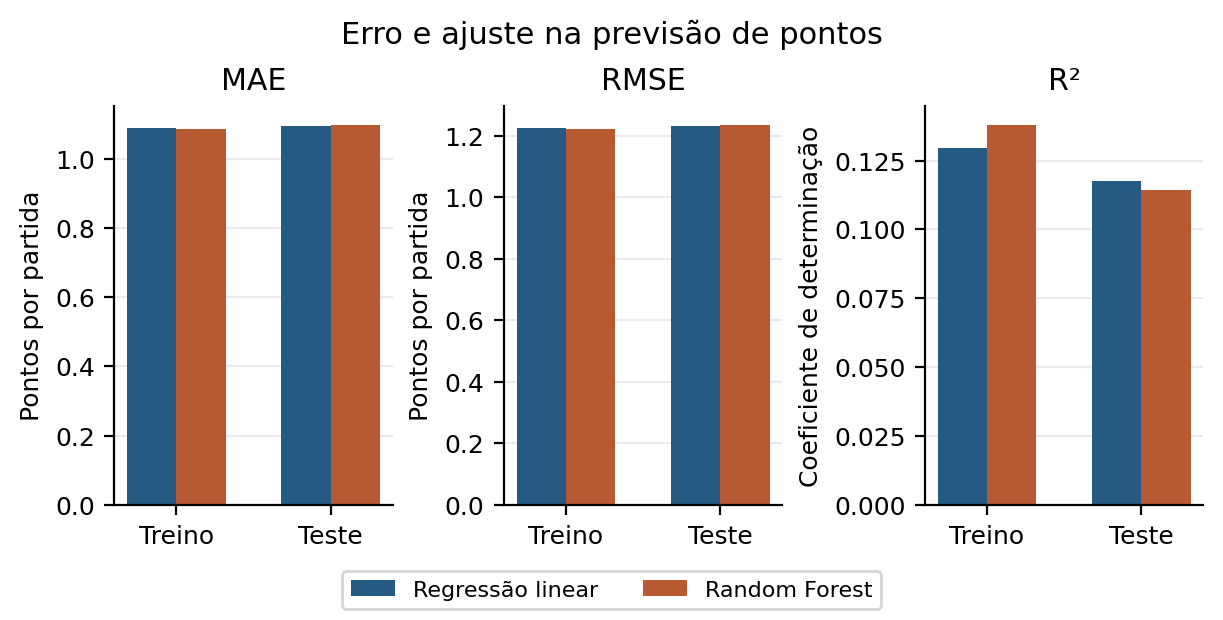 Erro e ajuste na previsão de pontos
MAE
Pontos por partida
1.0
0.8
0.6
0.4
0.2
0.0
Treino
Teste
RMSE
Pontos por partida
1.2
1.0
0.8
0.6
0.4
0.2
0.0
Treino
Teste
R²
Coeficiente de determinação
0.125
0.100
0.075
0.050
0.025
0.000
Treino
Teste
Regressão linear
Random Forest